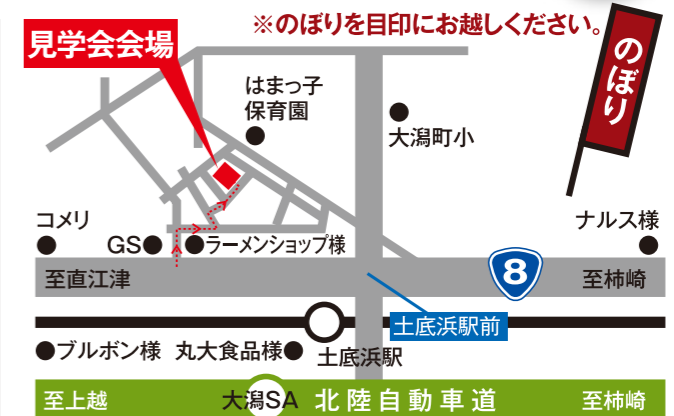 ※のぼりを目印にお越しください。
見学会会場
のぼり
はまっ子
保育園
大潟町小
コメリ
GS
ラーメンショップ様
ナルス様
至直江津
8
至柿崎
土底浜駅前
ブルボン様
丸大食品様
土底浜駅
至上越
大潟SA
北陸自動車道
至柿崎